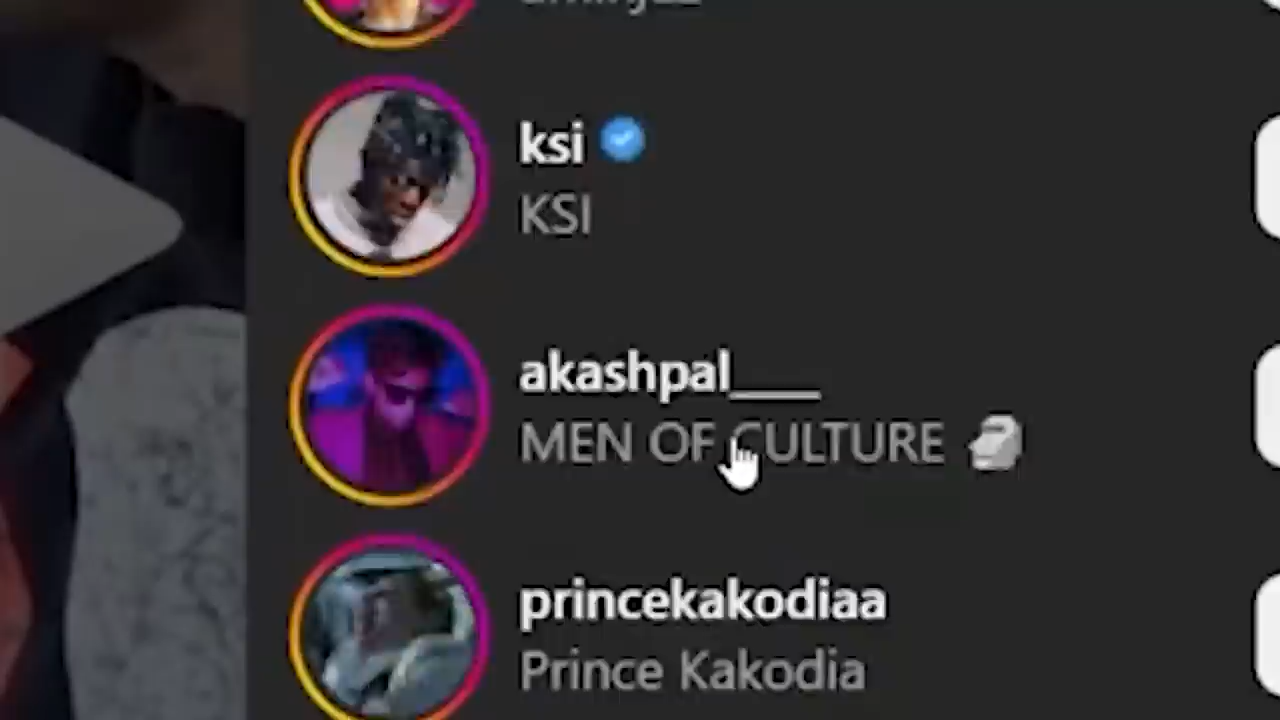 ksi
KSI
akashpal____
MEN OF CULTURE 🗿
princekakodiaa
Prince Kakodia